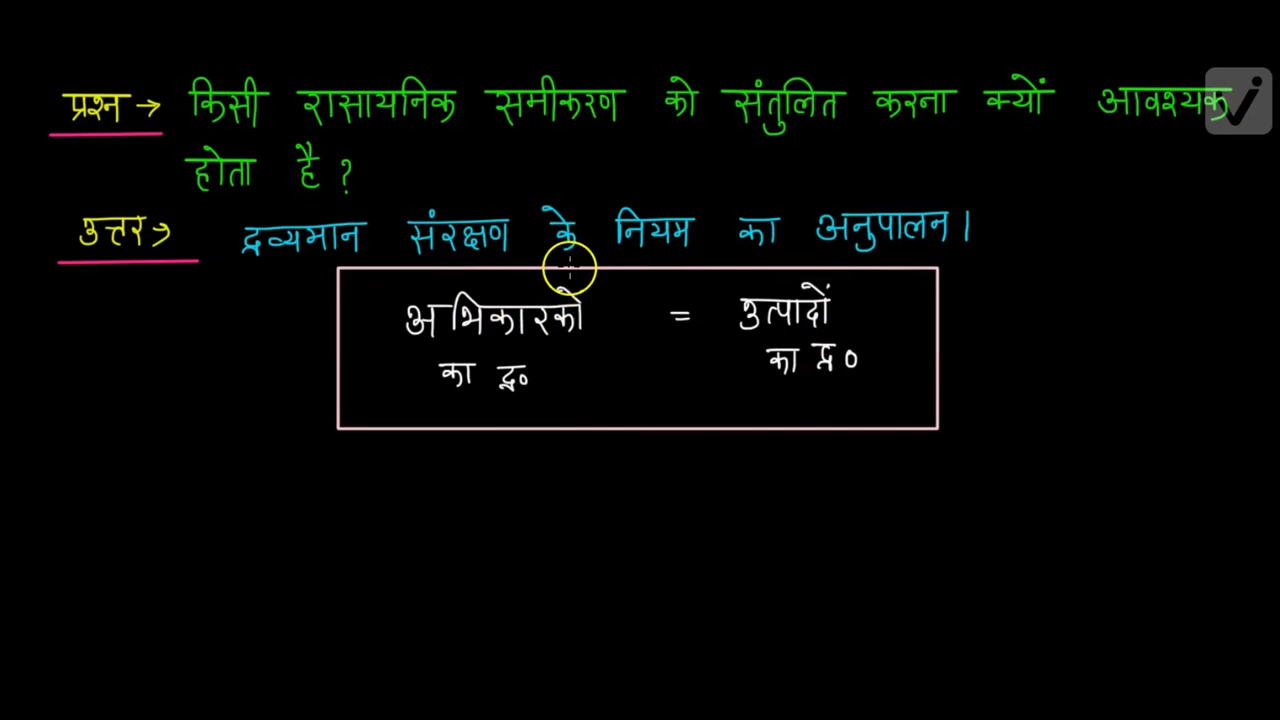 प्रश्न → किसी रासायनिक समीकरण को संतुलित करना क्यों आवश्यक
होता है ?
उत्तर → द्रव्यमान संरक्षण के नियम का अनुपालन।
अभिकारको = उत्पादों
का द्र० का द्र०